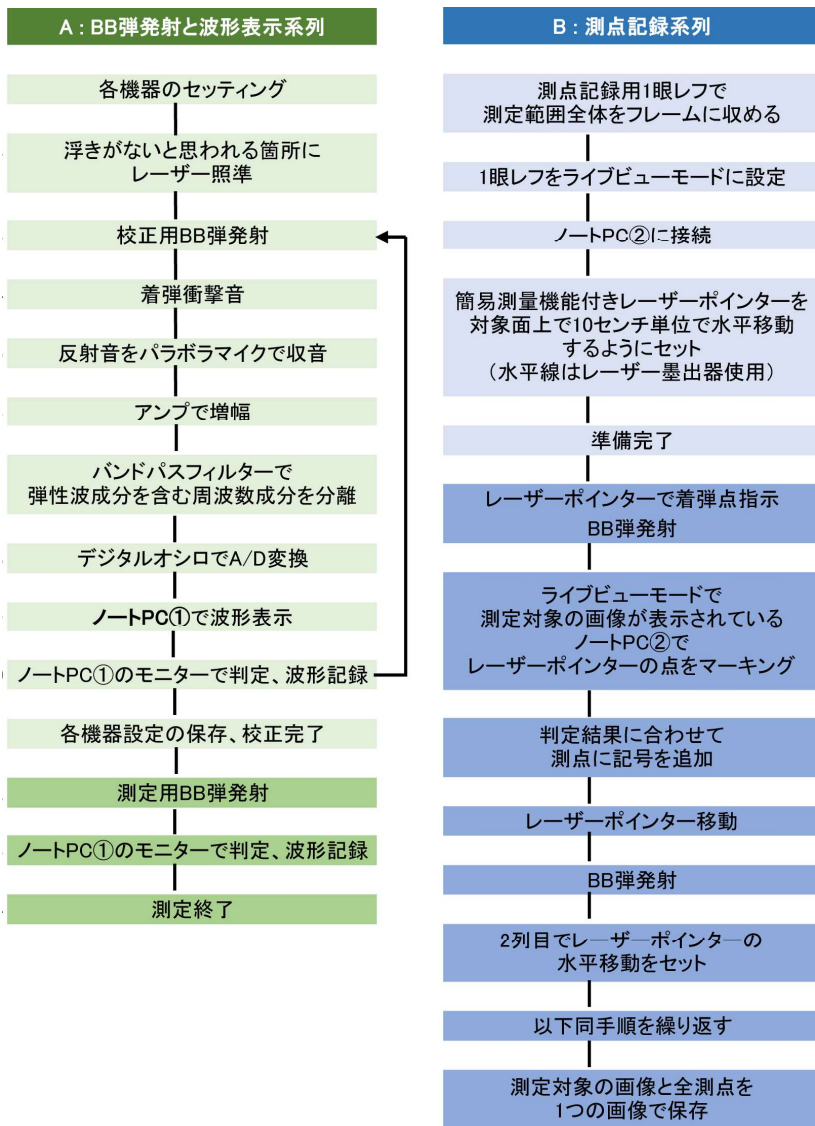 A：BB弾発射と波形表示系列
各機器のセッティング
浮きがないと思われる箇所に
レーザー照準
校正用BB弾発射
着弾衝撃音
反射音をパラボラマイクで収音
アンプで増幅
バンドパスフィルターで
弾性波成分を含む周波数成分を分離
デジタルオシロでA/D変換
ノートPC①で波形表示
ノートPC①のモニターで判定、波形記録
各機器設定の保存、校正完了
測定用BB弾発射
ノートPC①のモニターで判定、波形記録
測定終了
B：測点記録系列
測点記録用1眼レフで
測定範囲全体をフレームに収める
1眼レフをライブビューモードに設定
ノートPC②に接続
簡易測量機能付きレーザーポインターを
対象面上で10センチ単位で水平移動
するようにセット
（水平線はレーザー墨出器使用）
準備完了
レーザーポインターで着弾点指示
BB弾発射
ライブビューモードで
測定対象の画像が表示されている
ノートPC②で
レーザーポインターの点をマーキング
判定結果に合わせて
測点に記号を追加
レーザーポインター移動
BB弾発射
2列目でレーザーポインターの
水平移動をセット
以下同手順を繰り返す
測定対象の画像と全測点を
1つの画像で保存